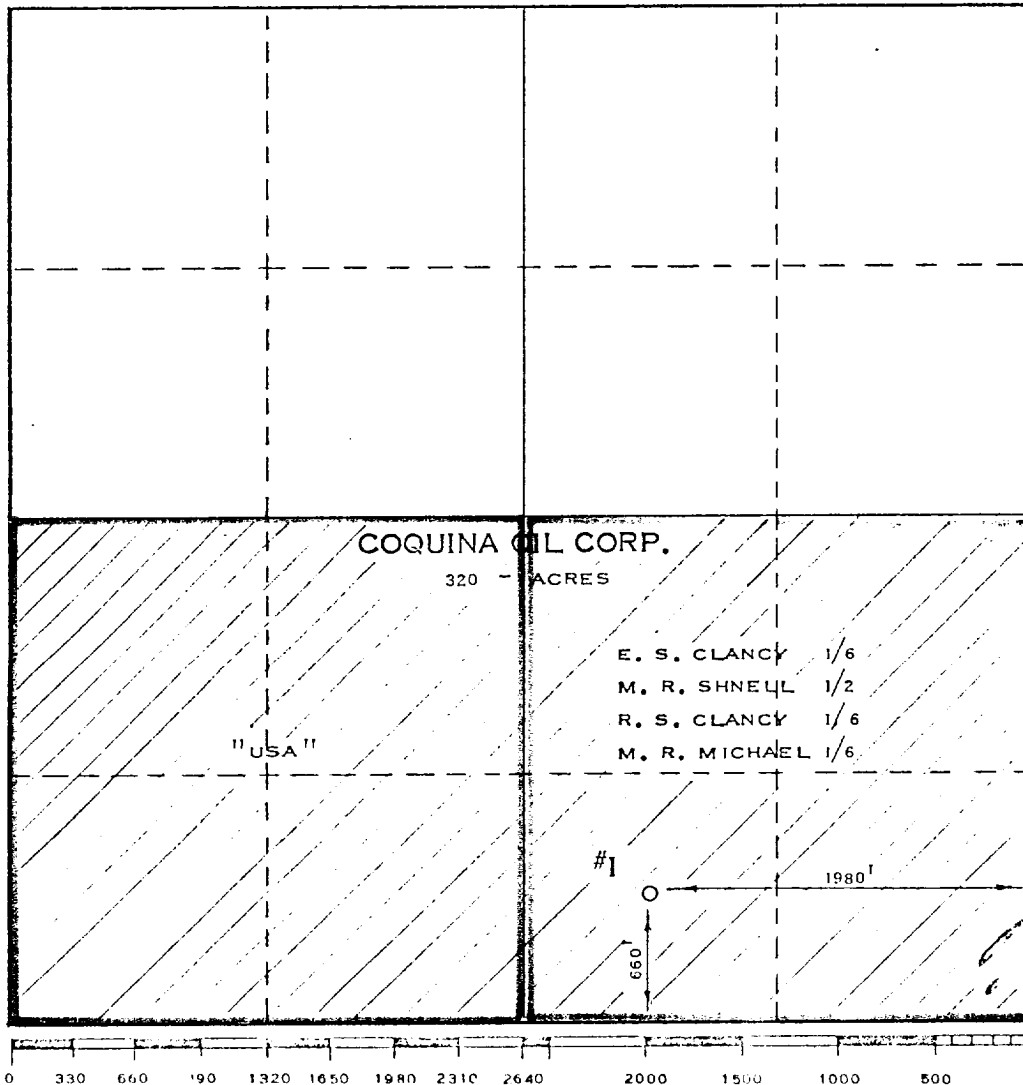 COQUINA OIL CORP.
320 - ACRES
E. S. CLANCY 1/6
M. R. SHNELL 1/2
R. S. CLANCY 1/6
M. R. MICHAEL 1/6
"USA"
#1
1980'
660'
0 330 660 990 1320 1650 1980 2310 2640 2000 1500 1000 500